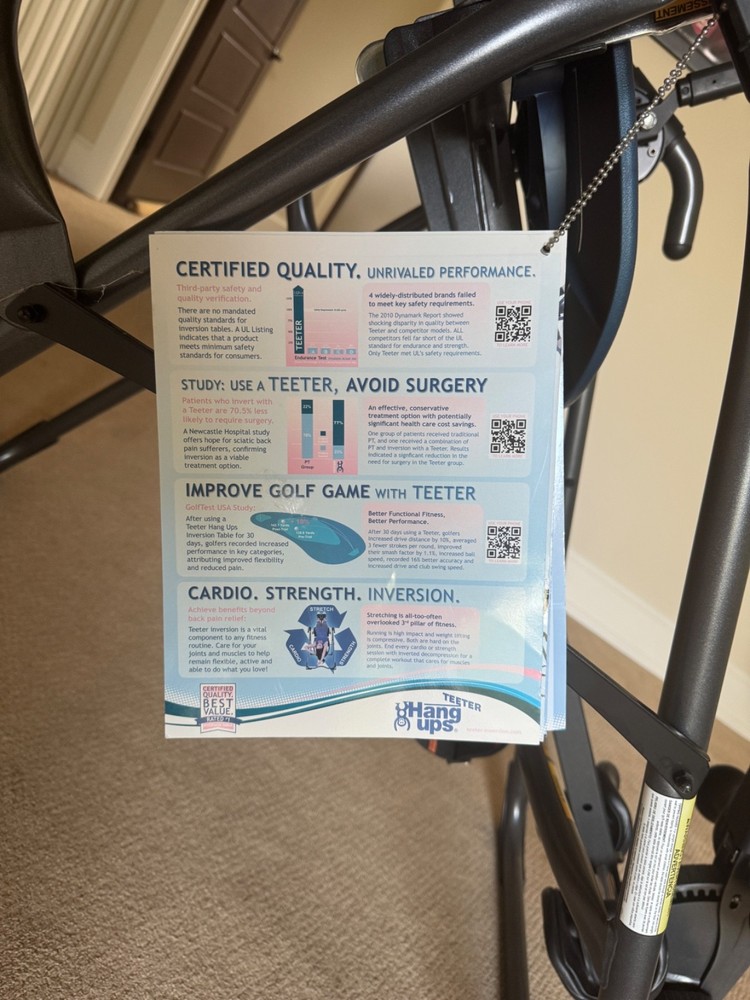 CERTIFIED QUALITY. UNRIVALED PERFORMANCE.
Third-party safety and
quality verification.
There are no mandated
quality standards for
inversion tables. A UL Listing
indicates that a product
meets minimum safety
standards for consumers.
TEETER
Endurance Test
4 widely-distributed brands failed
to meet key safety requirements.
The 2010 Dynamark Report showed
shocking disparity in quality between
Teeter and competitor models. ALL
competitors fell far short of the UL
standard for endurance and strength.
Only Teeter met UL's safety requirements.
STUDY: USE A TEETER, AVOID SURGERY
Patients who invert with
a Teeter are 70.5% less
likely to require surgery.
A Newcastle Hospital study
offers hope for sciatic back
pain sufferers, confirming
inversion as a viable
treatment option.
22%
78%
77%
PT
Group
An effective, conservative
treatment option with potentially
significant health care cost savings.
One group of patients received traditional
PT, and one received a combination of
PT and inversion with a Teeter. Results
indicated a significant reduction in the
need for surgery in the Teeter group.
IMPROVE GOLF GAME WITH TEETER
GolfTest USA Study:
After using a
Teeter Hang Ups
Inversion Table for 30
days, golfers recorded increased
performance in key categories,
attributing improved flexibility
and reduced pain.
Better Functional Fitness,
Better Performance.
After 30 days using a Teeter, golfers
increased drive distance by 10%, averaged
3 fewer strokes per round, improved
their smash factor by 1.1%, increased ball
speed, recorded 16% better accuracy and
increased drive and club swing speed.
CARDIO. STRENGTH. INVERSION.
Achieve benefits beyond
back pain relief:
Teeter inversion is a vital
component to any fitness
routine. Care for your
joints and muscles to help
remain flexible, active and
able to do what you love!
STRETCH
CARDIO
STRENGTH
Stretching is all-too-often
overlooked 3rd pillar of fitness.
Running is high impact and weight lifting
is compressive. Both are hard on the
joints. End every cardio or strength
session with inverted decompression for a
complete workout that cares for muscles
and joints.
CERTIFIED
QUALITY.
BEST
VALUE.
RATED #1
TEETER
Hang
ups®